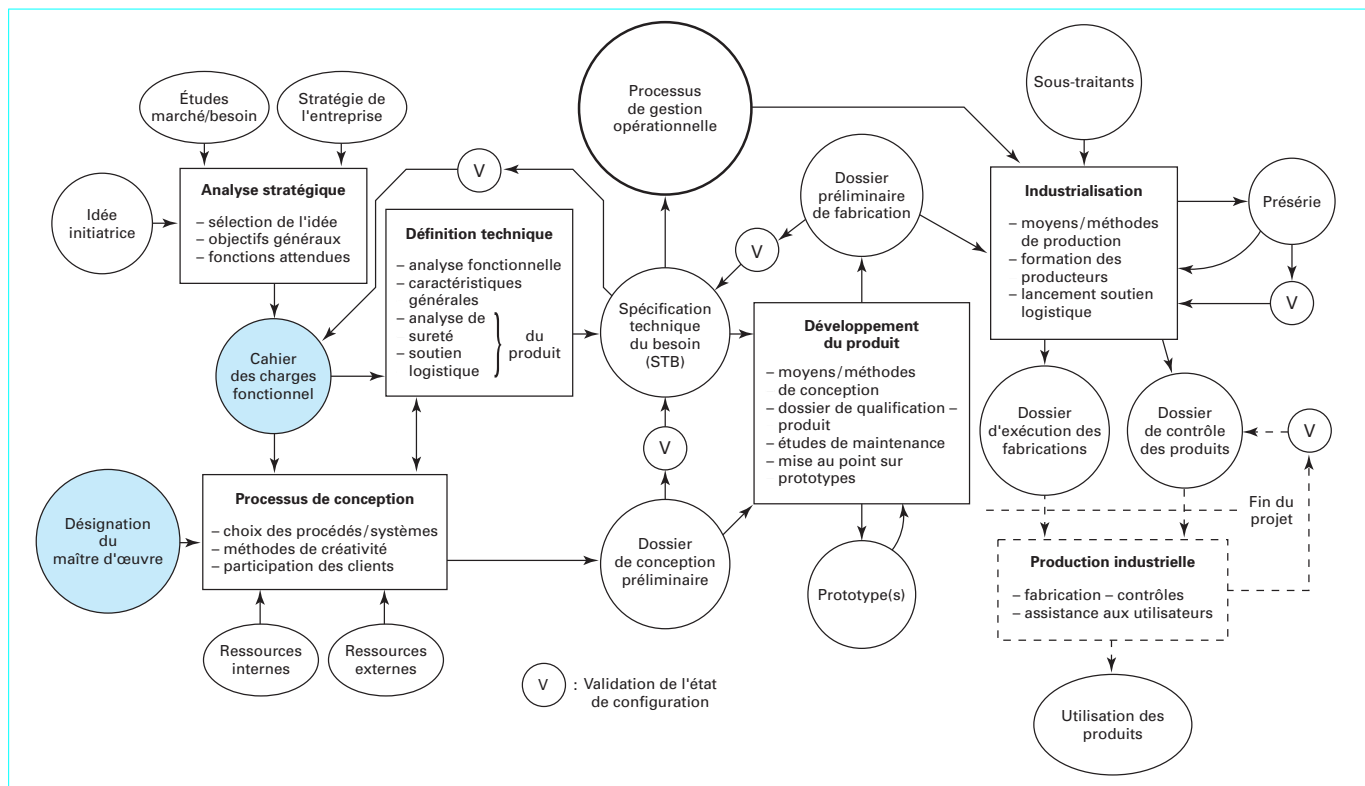 Études
marché/besoin
Stratégie de
l'entreprise
Idée
initiatrice
Analyse stratégique
– sélection de l'idée
– objectifs généraux
– fonctions attendues
V
Cahier
des charges
fonctionnel
Définition technique
– analyse fonctionnelle
– caractéristiques
générales
– analyse de
sureté
– soutien
logistique
du
produit
Désignation
du
maître d'œuvre
Processus de conception
– choix des procédés/systèmes
– méthodes de créativité
– participation des clients
Ressources
internes
Ressources
externes
Processus
de gestion
opérationnelle
Spécification
technique
du besoin
(STB)
V
V
Dossier
de conception
préliminaire
V : Validation de l'état
de configuration
Dossier
préliminaire
de fabrication
Développement
du produit
– moyens/méthodes
de conception
– dossier de qualification –
produit
– études de maintenance
– mise au point sur
prototypes
Prototype(s)
Sous-traitants
Industrialisation
– moyens/méthodes
de production
– formation des
producteurs
– lancement soutien
logistique
Présérie
V
Dossier
d'exécution des
fabrications
Dossier
de contrôle
des produits
V
Fin du
projet
Production industrielle
– fabrication – contrôles
– assistance aux utilisateurs
Utilisation des
produits